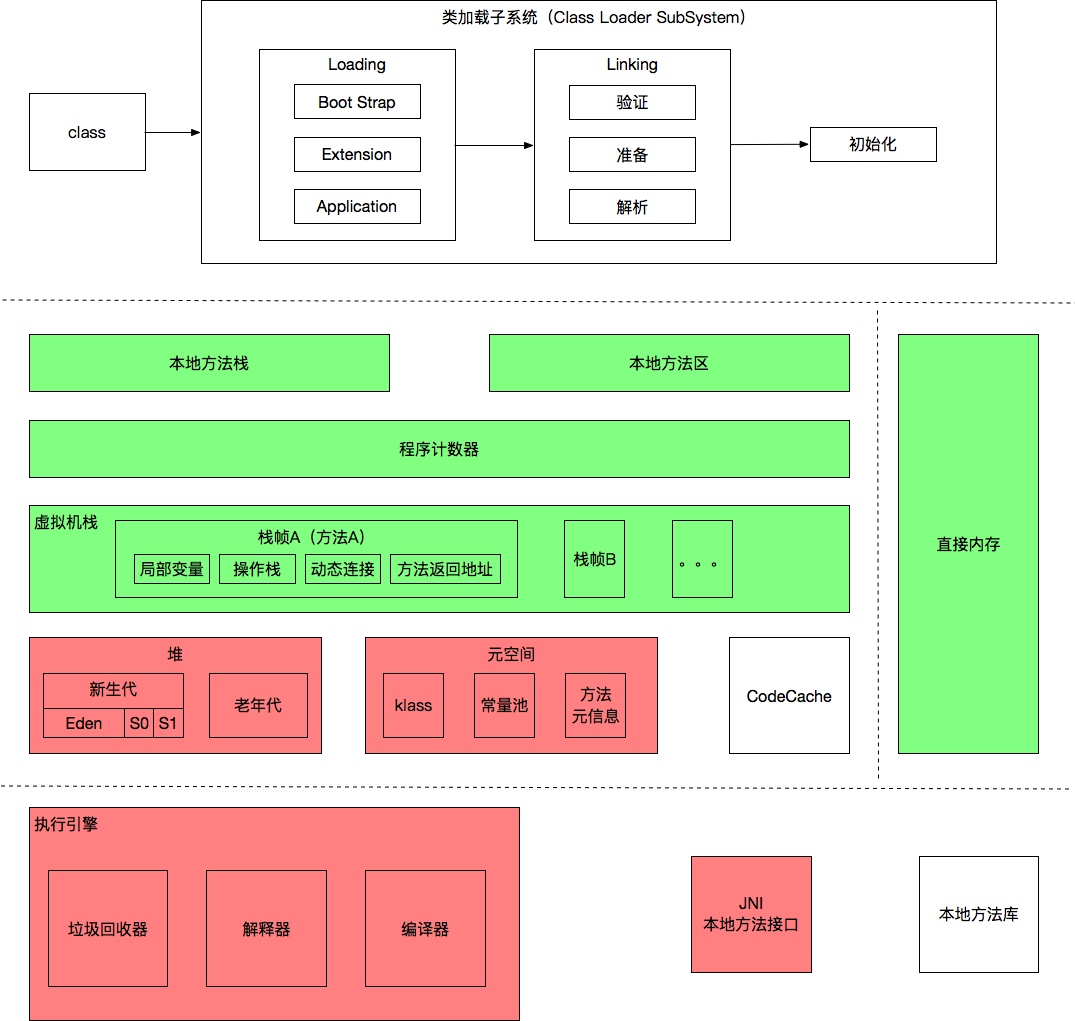 类加载子系统（Class Loader SubSystem）
class
Loading
Boot Strap
Extension
Application
Linking
验证
准备
解析
初始化
本地方法栈
本地方法区
程序计数器
虚拟机栈
栈帧A（方法A）
局部变量
操作栈
动态连接
方法返回地址
栈帧B
。。。
堆
新生代
Eden
S0
S1
老年代
元空间
klass
常量池
方法
元信息
CodeCache
直接内存
执行引擎
垃圾回收器
解释器
编译器
JNI
本地方法接口
本地方法库